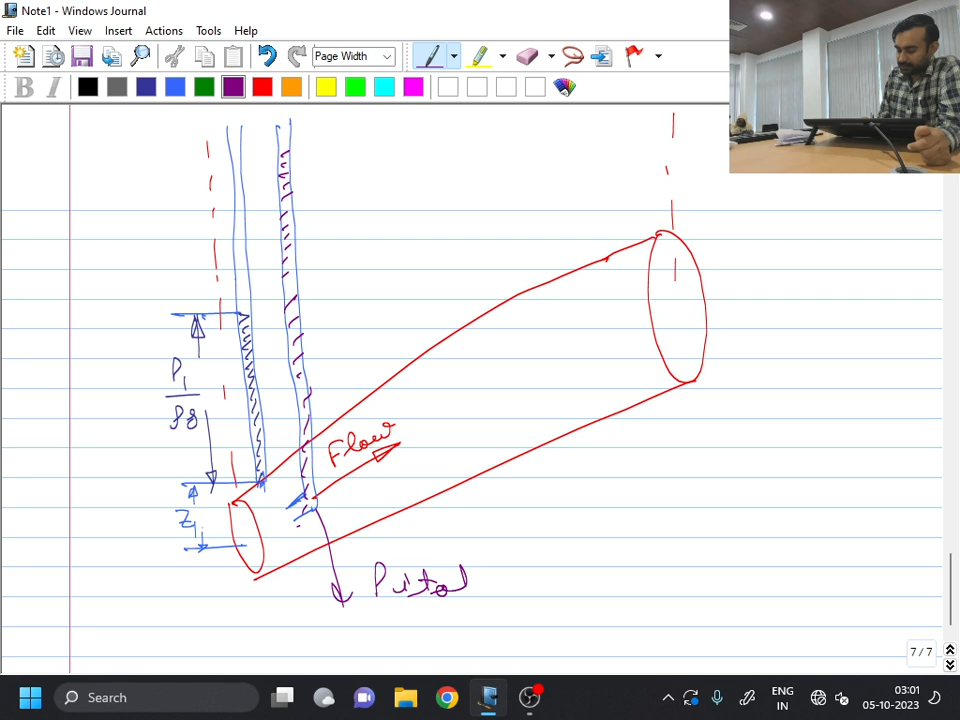 Note1 - Windows Journal
File Edit View Insert Actions Tools Help
Page Width
B I
P1
ρg
Z1
Flow
Pitot
7 / 7
Search
ENG
IN
03:01
05-10-2023